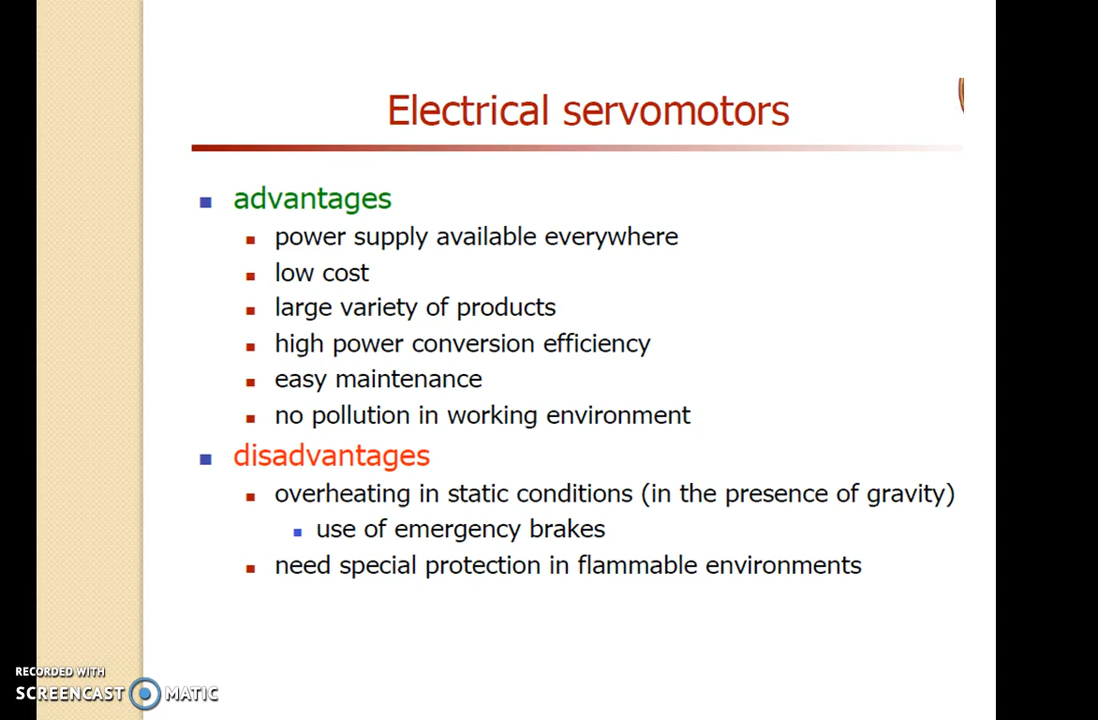 Electrical servomotors
advantages
power supply available everywhere
low cost
large variety of products
high power conversion efficiency
easy maintenance
no pollution in working environment
disadvantages
overheating in static conditions (in the presence of gravity)
use of emergency brakes
need special protection in flammable environments
RECORDED WITH
SCREENCAST MATIC